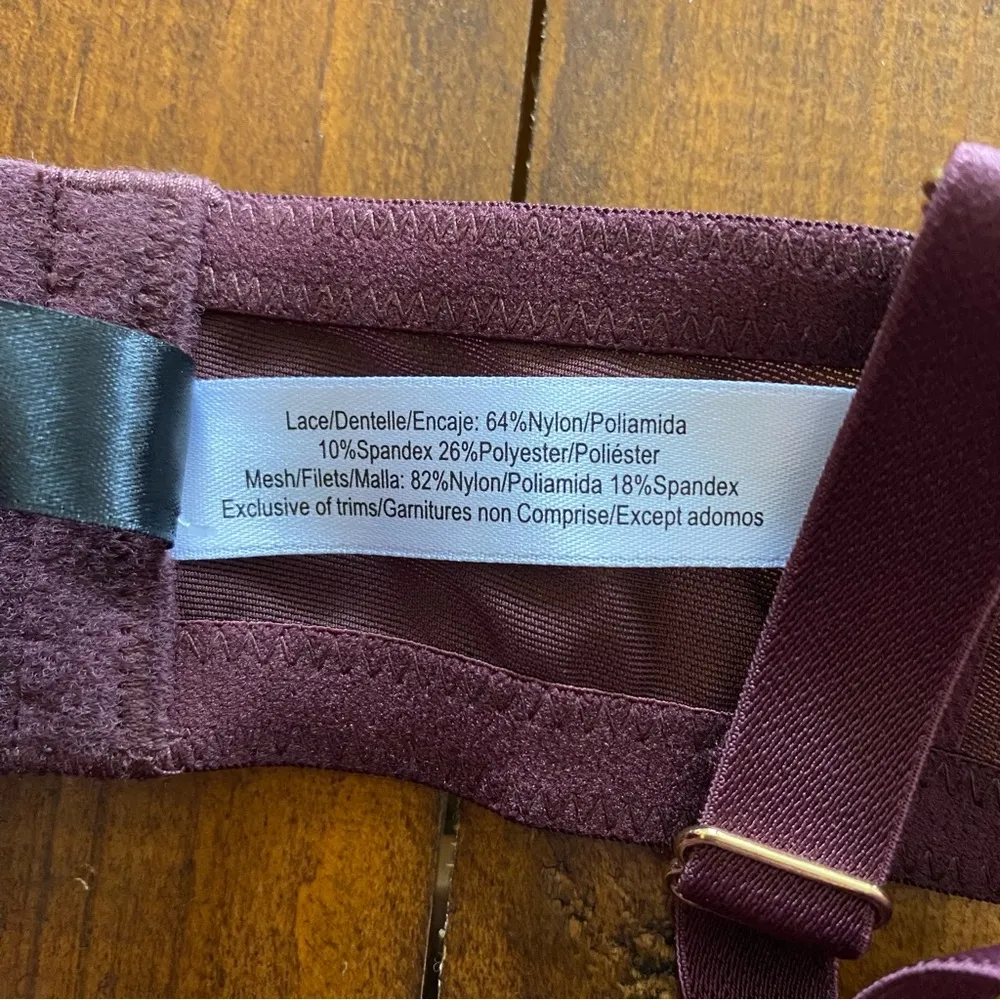 Lace/Dentelle/Encaje: 64%Nylon/Poliamida
10%Spandex 26%Polyester/Poliéster
Mesh/Filets/Malla: 82%Nylon/Poliamida 18%Spandex
Exclusive of trims/Garnitures non Comprise/Except adomos